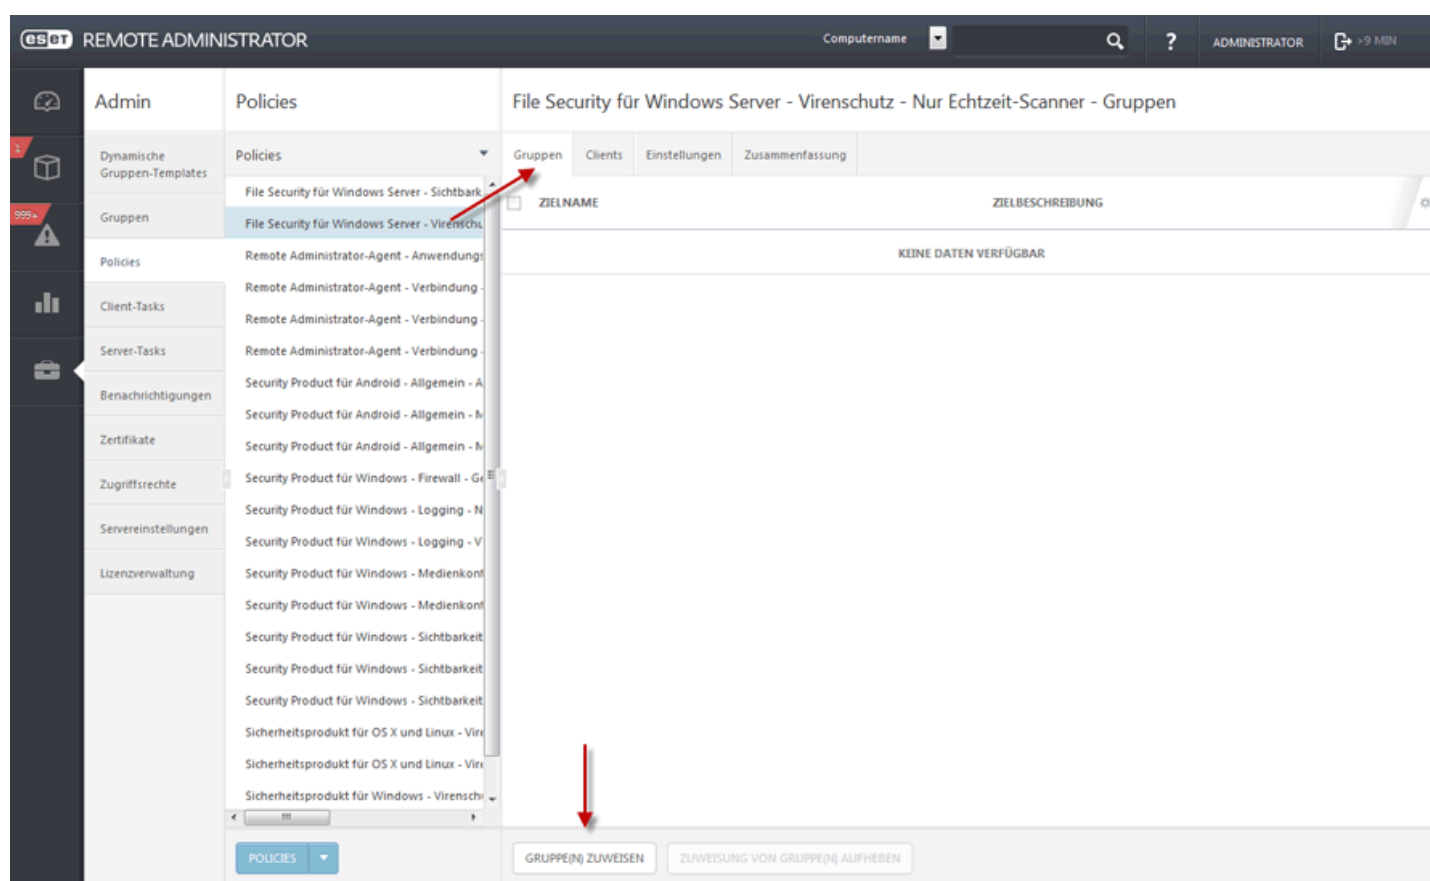 eset REMOTE ADMINISTRATOR
Computername
?
ADMINISTRATOR
>9 MIN
1
999+
Admin
Dynamische
Gruppen-Templates
Gruppen
Policies
Client-Tasks
Server-Tasks
Benachrichtigungen
Zertifikate
Zugriffsrechte
Servereinstellungen
Lizenzverwaltung
Policies
Policies
File Security für Windows Server - Sichtbark
File Security für Windows Server - Virenschu
Remote Administrator-Agent - Anwendungs
Remote Administrator-Agent - Verbindung -
Remote Administrator-Agent - Verbindung -
Remote Administrator-Agent - Verbindung -
Security Product für Android - Allgemein - A
Security Product für Android - Allgemein - M
Security Product für Android - Allgemein - M
Security Product für Windows - Firewall - Ge
Security Product für Windows - Logging - N
Security Product für Windows - Logging - V
Security Product für Windows - Medienkont
Security Product für Windows - Medienkont
Security Product für Windows - Sichtbarkeit
Security Product für Windows - Sichtbarkeit
Security Product für Windows - Sichtbarkeit
Sicherheitsprodukt für OS X und Linux - Vire
Sicherheitsprodukt für OS X und Linux - Vire
Sicherheitsprodukt für Windows - Virenschu
POLICIES
File Security für Windows Server - Virenschutz - Nur Echtzeit-Scanner - Gruppen
Gruppen Clients Einstellungen Zusammenfassung
ZIELNAME ZIELBESCHREIBUNG
KEINE DATEN VERFÜGBAR
GRUPPE(N) ZUWEISEN
ZUWEISUNG VON GRUPPE(N) AUFHEBEN